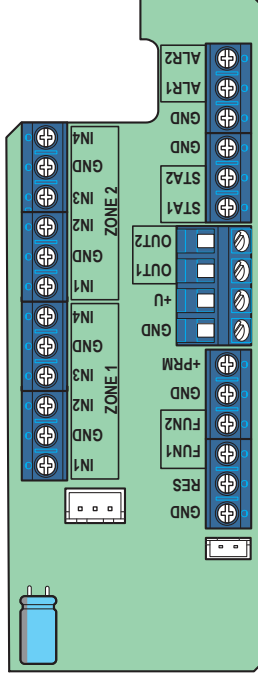 IN4
GND
IN3
IN2
GND
IN1
ZONE 2
IN4
GND
IN3
IN2
GND
IN1
ZONE 1
ALR2
ALR1
GND
GND
STA2
STA1
OUT2
OUT1
+U
GND
+PRM
GND
FUN2
FUN1
RES
GND